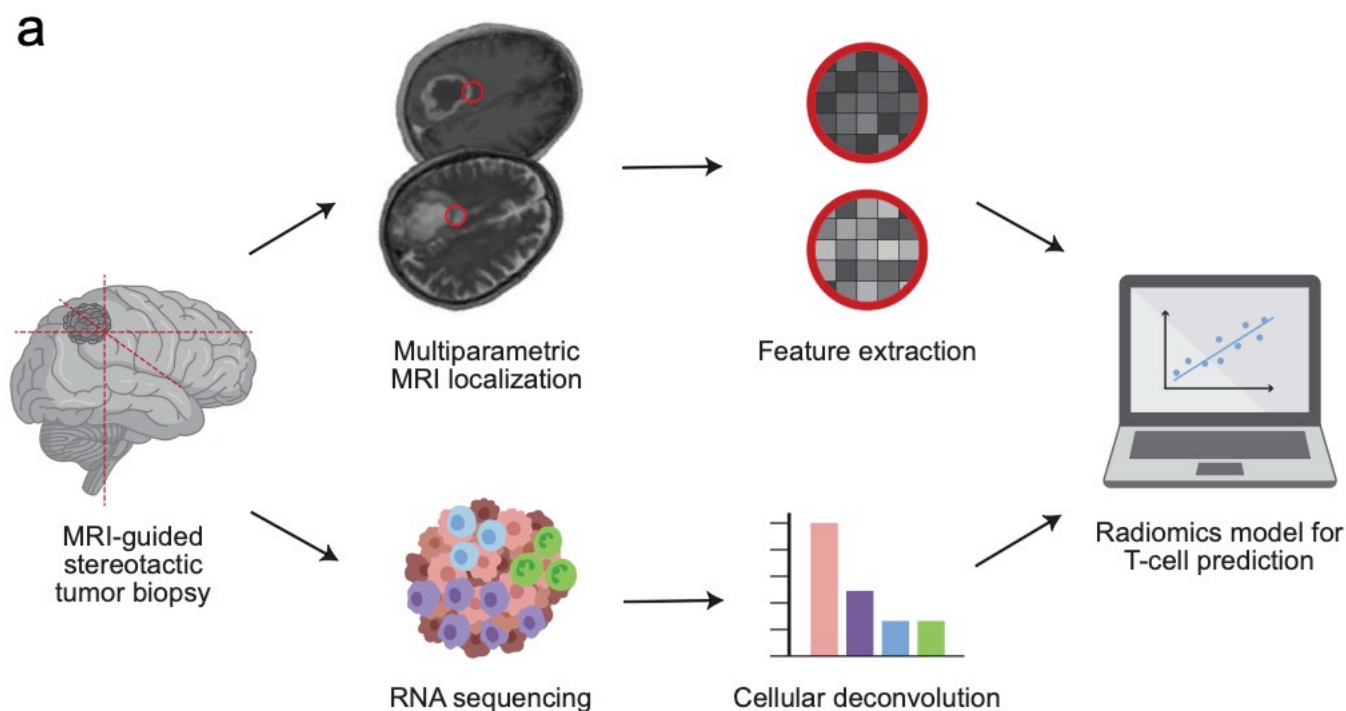 a
Multiparametric
MRI localization
Feature extraction
MRI-guided
stereotactic
tumor biopsy
Radiomics model for
T-cell prediction
RNA sequencing
Cellular deconvolution